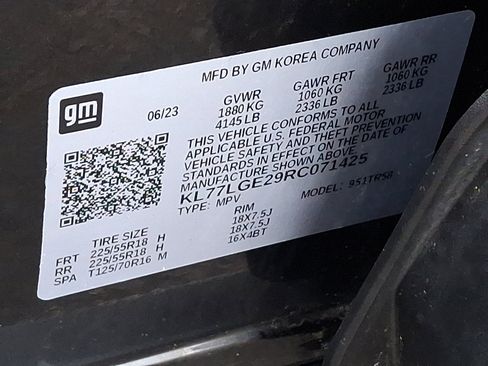 MFD BY GM KOREA COMPANY
gm
06/23
GVWR GAWR FRT GAWR RR
1880 KG 1060 KG 1060 KG
4145 LB 2336 LB 2336 LB
THIS VEHICLE CONFORMS TO ALL
APPLICABLE U.S. FEDERAL MOTOR
VEHICLE SAFETY AND THEFT PREVENTION
STANDARDS IN EFFECT ON THE DATE OF
MANUFACTURE SHOWN ABOVE.
KL77LGE29RC071425
TYPE: MPV MODEL: 951TR58
TIRE SIZE RIM
FRT 225/55R18 H 18X7.5J
RR 225/55R18 H 18X7.5J
SPA T125/70R16 M 16X4BT